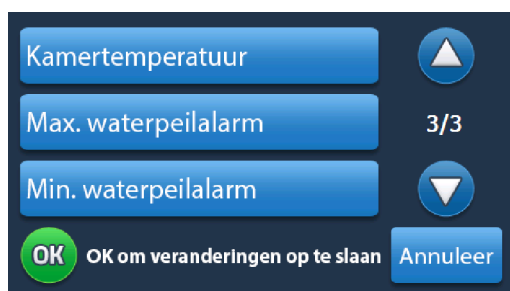 Kamertemperatuur
Max. waterpeilalarm
3/3
Min. waterpeilalarm
OK OK om veranderingen op te slaan Annuleer